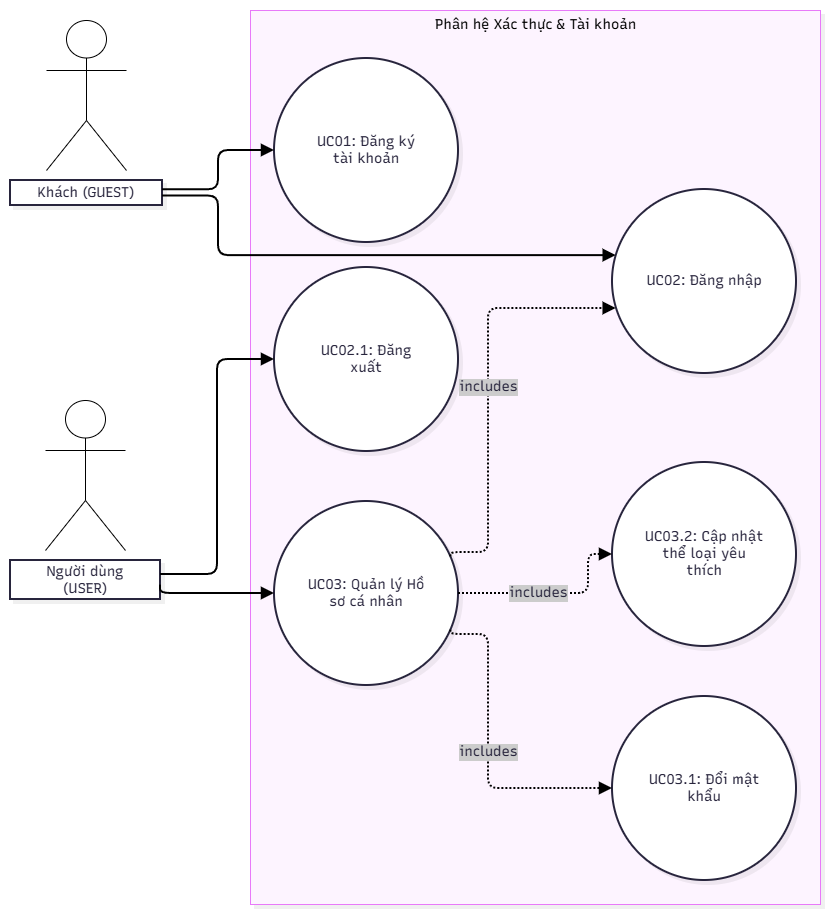 Phân hệ Xác thực & Tài khoản
UC01: Đăng ký
tài khoản
Khách (GUEST)
UC02: Đăng nhập
UC02.1: Đăng
xuất
includes
Người dùng
(USER)
UC03: Quản lý Hồ
sơ cá nhân
includes
UC03.2: Cập nhật
thể loại yêu
thích
includes
UC03.1: Đổi mật
khẩu